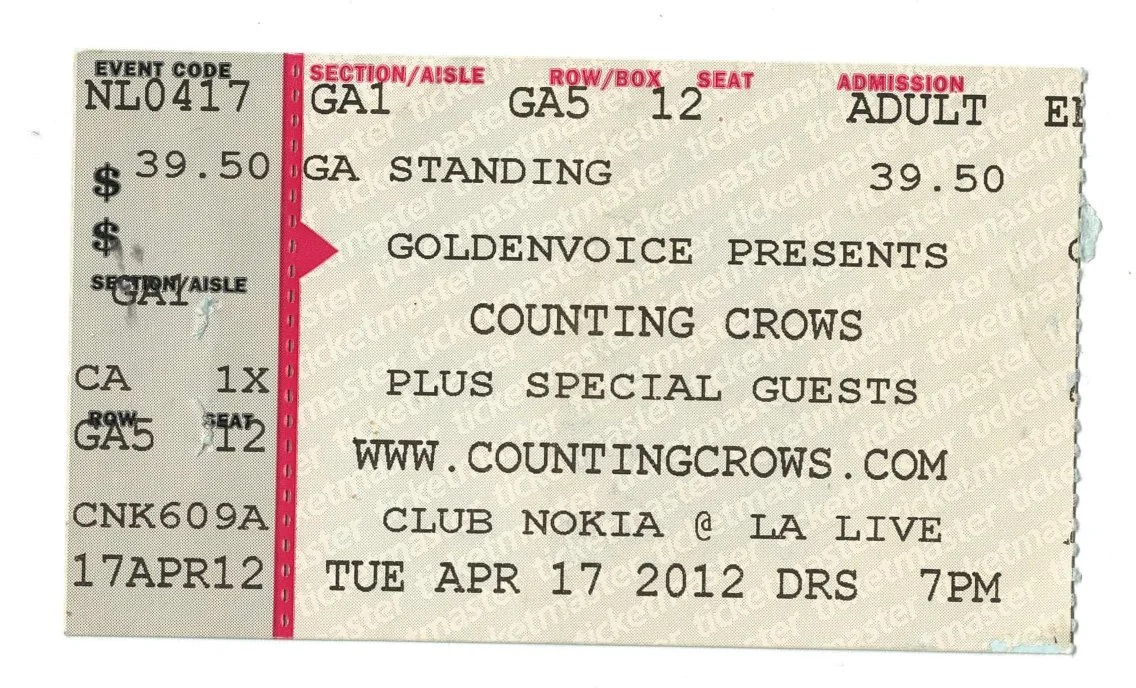 EVENT CODE
NL0417
$ 39.50
$
SECTION/AISLE
GA1
CA 1X
ROW SEAT
GA5 12
CNK609A
17APR12
SECTION/AISLE ROW/BOX SEAT ADMISSION
GA1 GA5 12 ADULT
GA STANDING 39.50
GOLDENVOICE PRESENTS
COUNTING CROWS
PLUS SPECIAL GUESTS
WWW.COUNTINGCROWS.COM
CLUB NOKIA @ LA LIVE
TUE APR 17 2012 DRS 7PM
ticketmaster